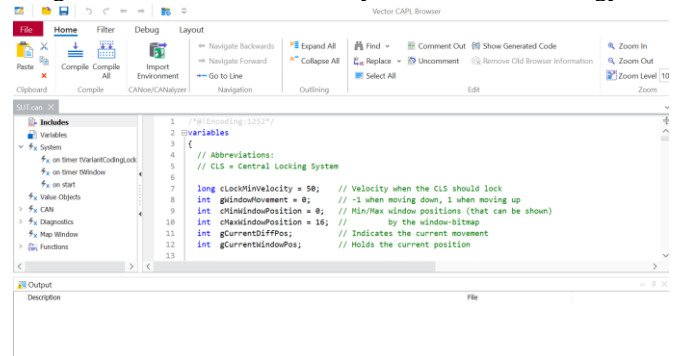 Vector CAPL Browser
File Home Filter Debug Layout
Paste
Compile Compile All
Import Environment
Navigate Backwards
Navigate Forward
Go to Line
Expand All
Collapse All
Find
Replace
Select All
Comment Out
Uncomment
Show Generated Code
Remove Old Browser Information
Zoom In
Zoom Out
Zoom Level 10
Clipboard Compile CANoe/CANalyzer Navigation Outlining Edit Zoom
SUT.can
Includes
Variables
System
on timer tVariantCodingLock
on timer tWindow
on start
Value Objects
CAN
Diagnostics
Map Window
Functions
1 /*@!Encoding:1252*/
2 variables
3 {
4 // Abbreviations:
5 // CLS = Central Locking System
6
7 long cLockMinVelocity = 50; // Velocity when the CLS should lock
8 int gWindowMovement = 0; // -1 when moving down, 1 when moving up
9 int cMinWindowPosition = 0; // Min/Max window positions (that can be shown)
10 int cMaxWindowPosition = 16; // by the window-bitmap
11 int gCurrentDiffPos; // Indicates the current movement
12 int gCurrentWindowPos; // Holds the current position
13
Output
Description File